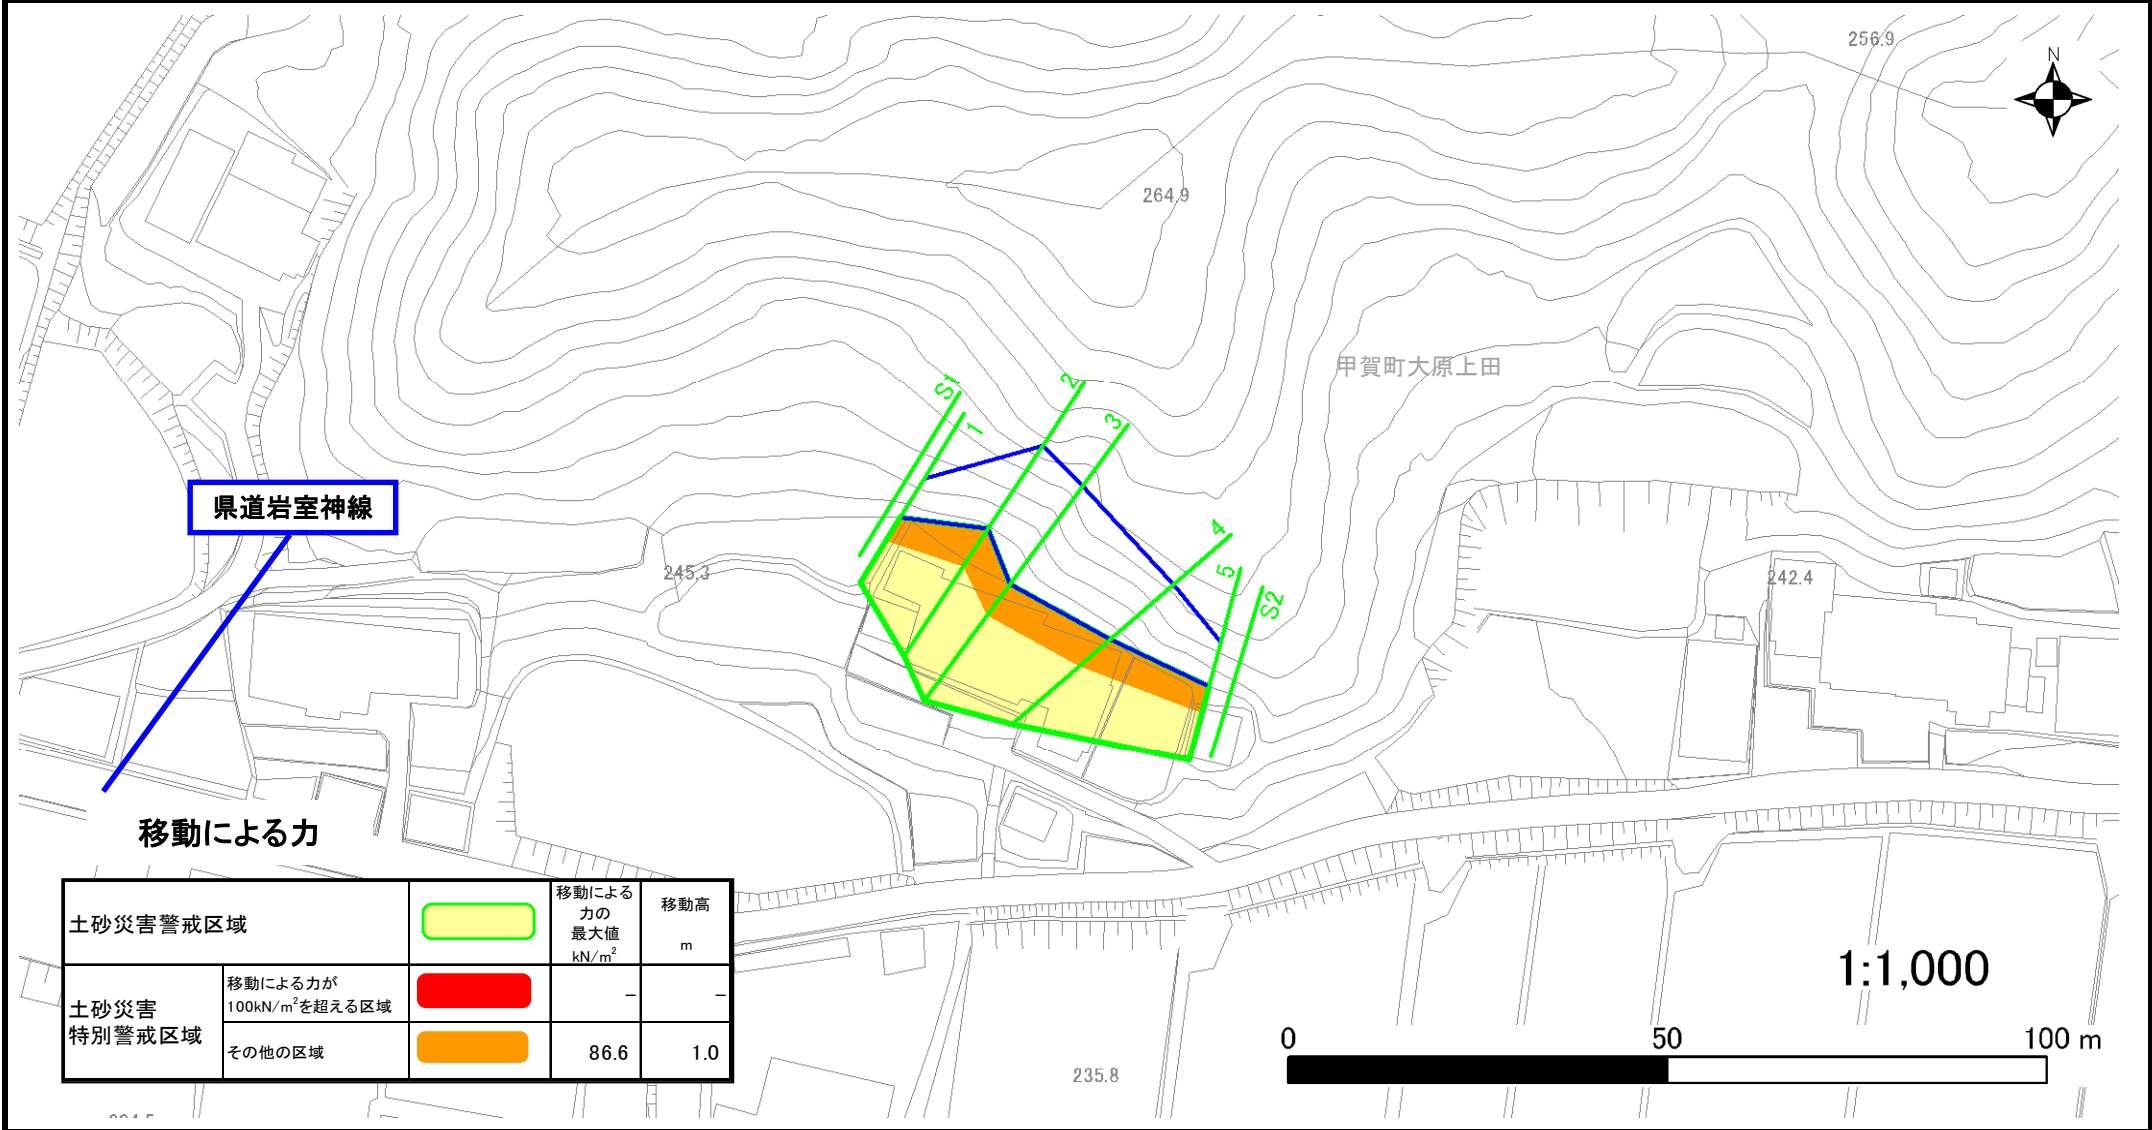 256.9
N
264.9
甲賀町大原上田
S1
1
2
3
4
5
S2
県道岩室神線
245.3
242.4
移動による力
土砂災害警戒区域
移動による
力の
最大値
kN/m²
移動高
m
土砂災害
特別警戒区域
移動による力が
100kN/m²を超える区域
-
-
その他の区域
86.6
1.0
1:1,000
0
50
100 m
235.8